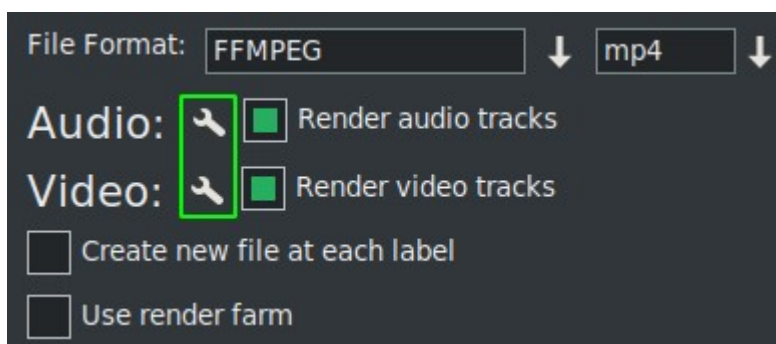 File Format: FFMPEG mp4
Audio: Render audio tracks
Video: Render video tracks
Create new file at each label
Use render farm